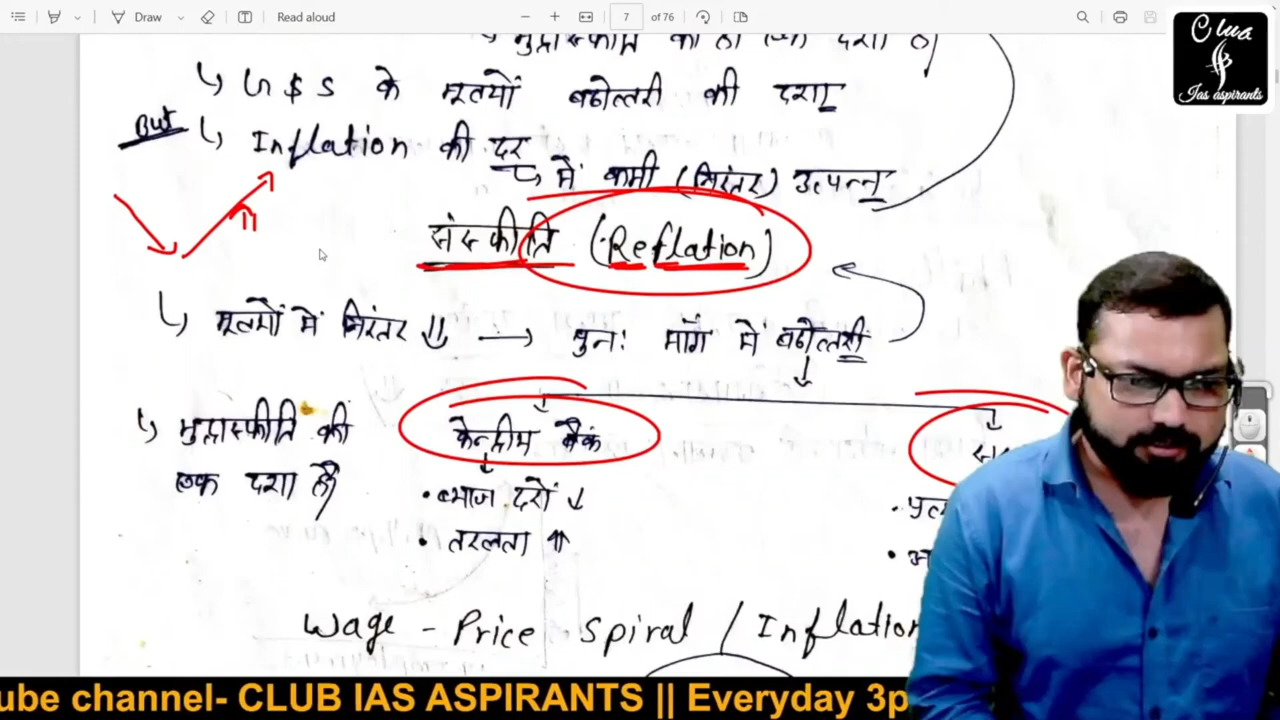 Draw
Read aloud
7 of 76
Club
Ias aspirants
G & S के मूल्यों बढोत्तरी की दशा
But Inflation की दर
में कमी (निरंतर) उत्पन्न
संस्फीति (Reflation)
मूल्यों में निरंतर ⇓ → पुनः माँग में बढोत्तरी
मुद्रास्फीति की
एक दशा है
केन्द्रीय बैंक
• ब्याज दरों ↓
• तरलता ⇑
Wage - Price Spiral / Inflation
ube channel- CLUB IAS ASPIRANTS || Everyday 3p